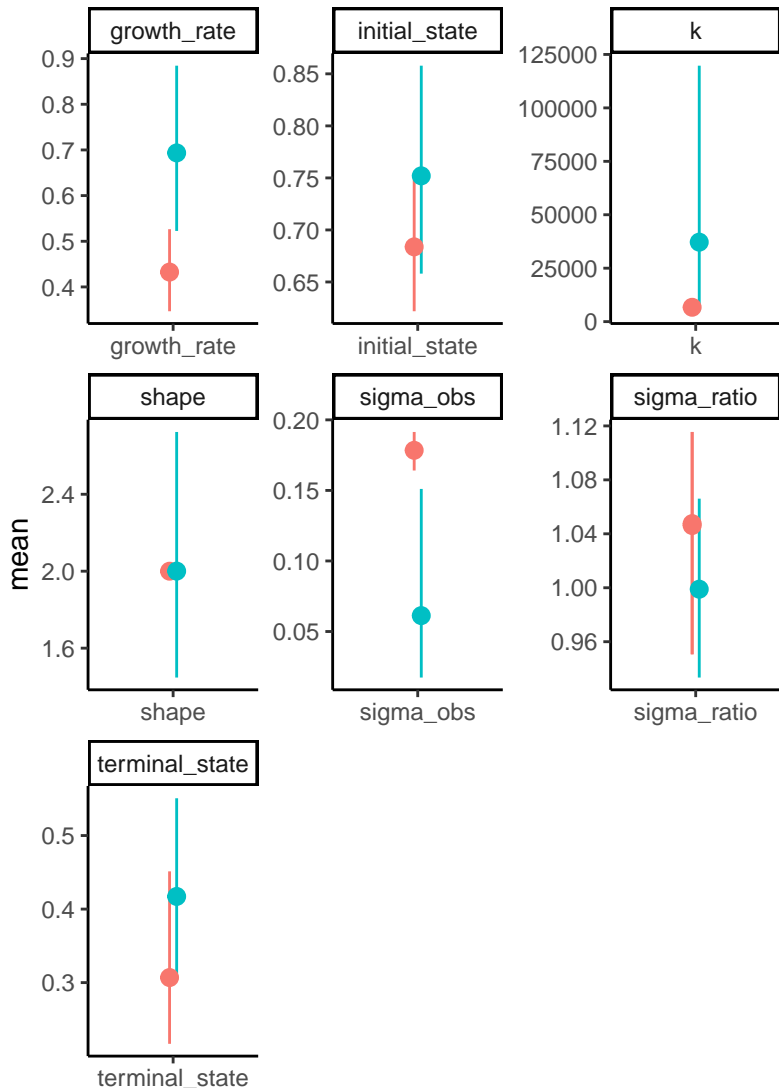 growth_rate
initial_state
k
0.9
0.8
0.7
0.6
0.5
0.4
0.85
0.80
0.75
0.70
0.65
125000
100000
75000
50000
25000
0
growth_rate
initial_state
k
shape
sigma_obs
sigma_ratio
2.4
2.0
1.6
0.20
0.15
0.10
0.05
1.12
1.08
1.04
1.00
0.96
mean
shape
sigma_obs
sigma_ratio
terminal_state
0.5
0.4
0.3
terminal_state